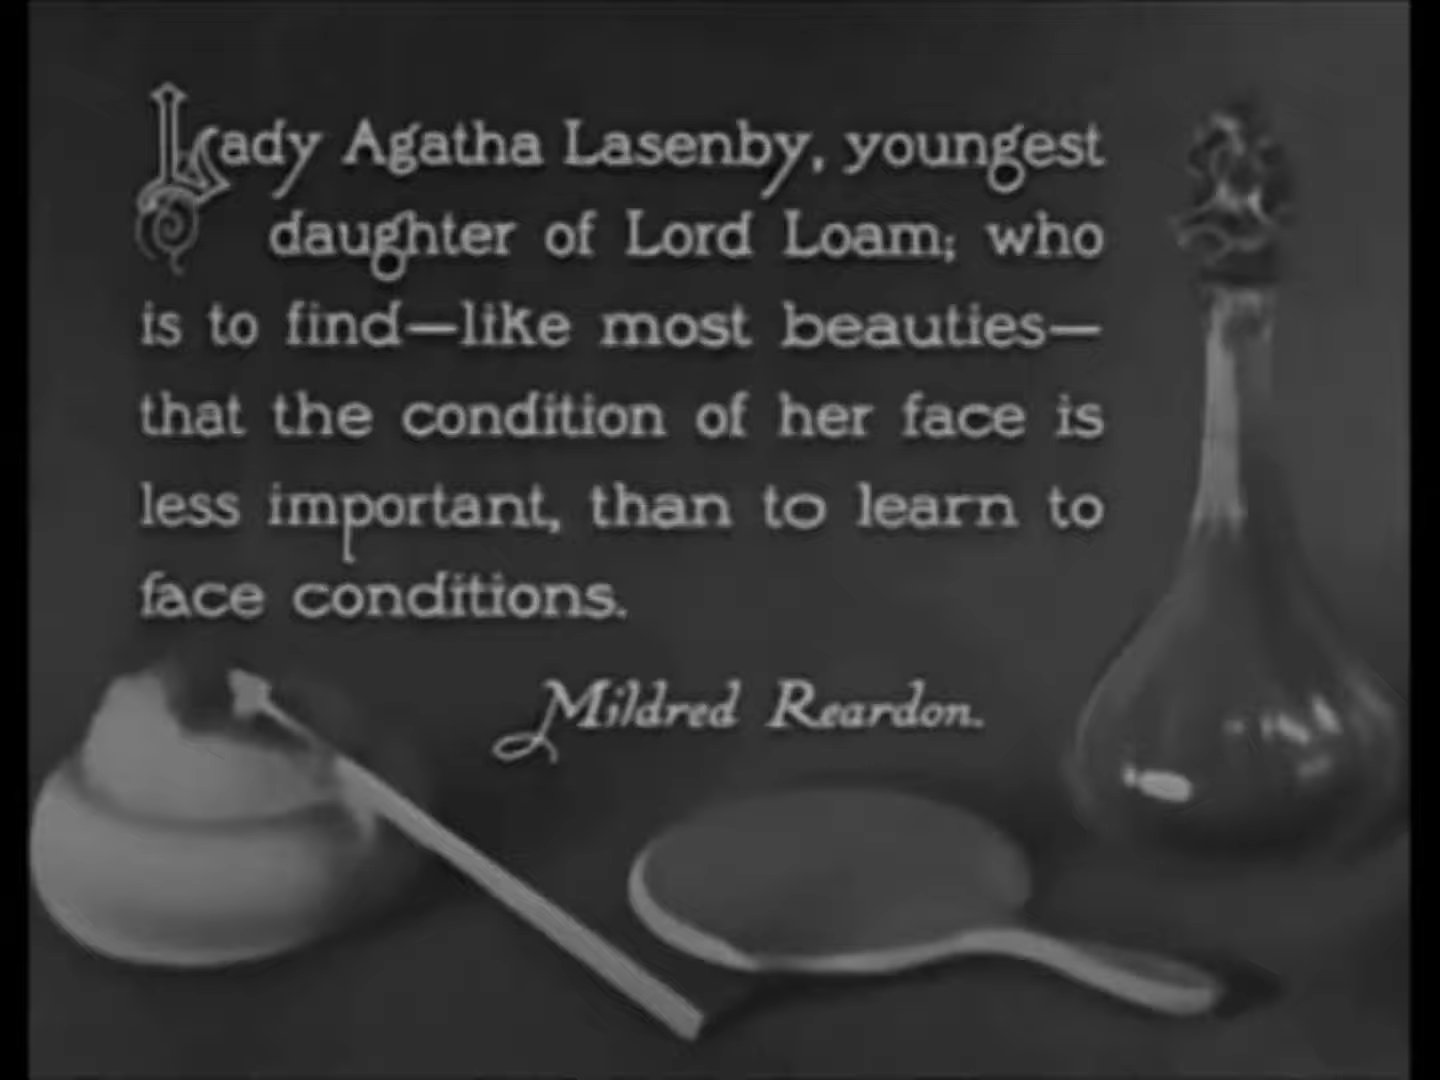 Lady Agatha Lasenby, youngest
daughter of Lord Loam; who
is to find—like most beauties—
that the condition of her face is
less important, than to learn to
face conditions.
Mildred Reardon.